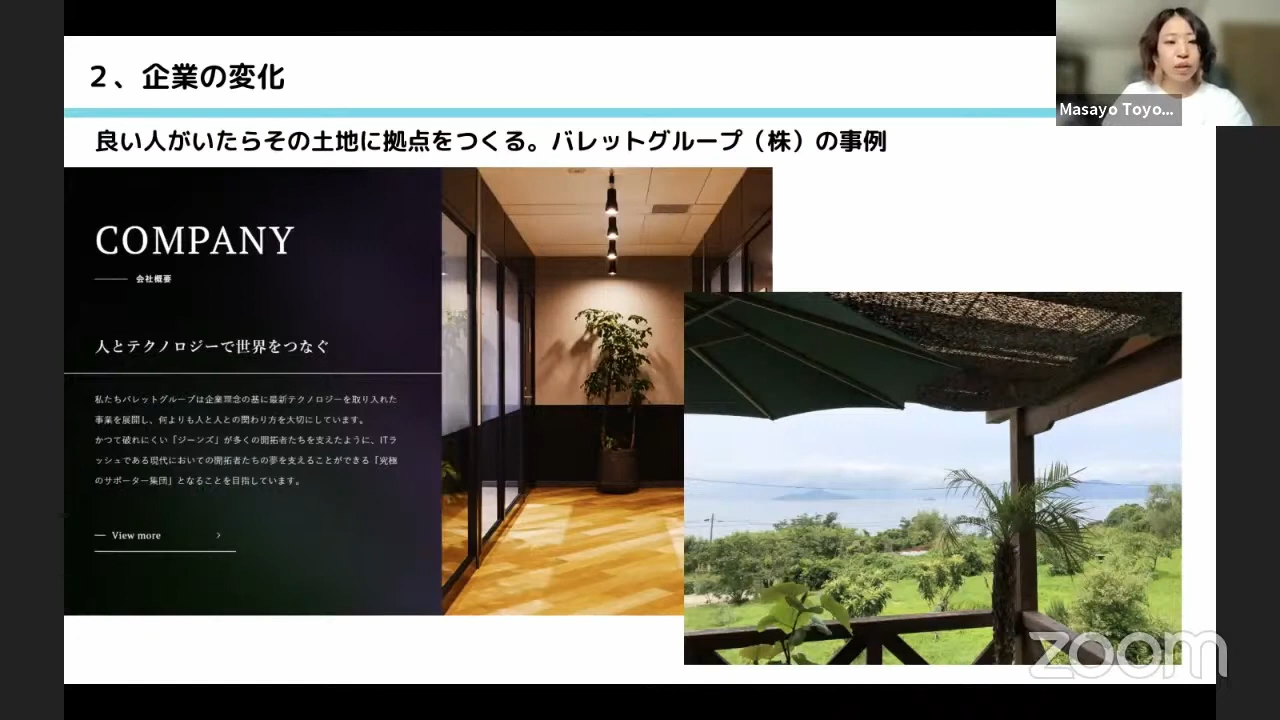 ２、企業の変化
Masayo Toyo...
良い人がいたらその土地に拠点をつくる。バレットグループ（株）の事例
COMPANY
会社概要
人とテクノロジーで世界をつなぐ
私たちバレットグループは企業理念の基に最新テクノロジーを取り入れた
事業を展開し、何よりも人と人との関わり方を大切にしています。
かつて破れにくい「ジーンズ」が多くの開拓者たちを支えたように、ITラ
ッシュである現代においての開拓者たちの夢を支えることができる「究極
のサポーター集団」となることを目指しています。
View more
zoom